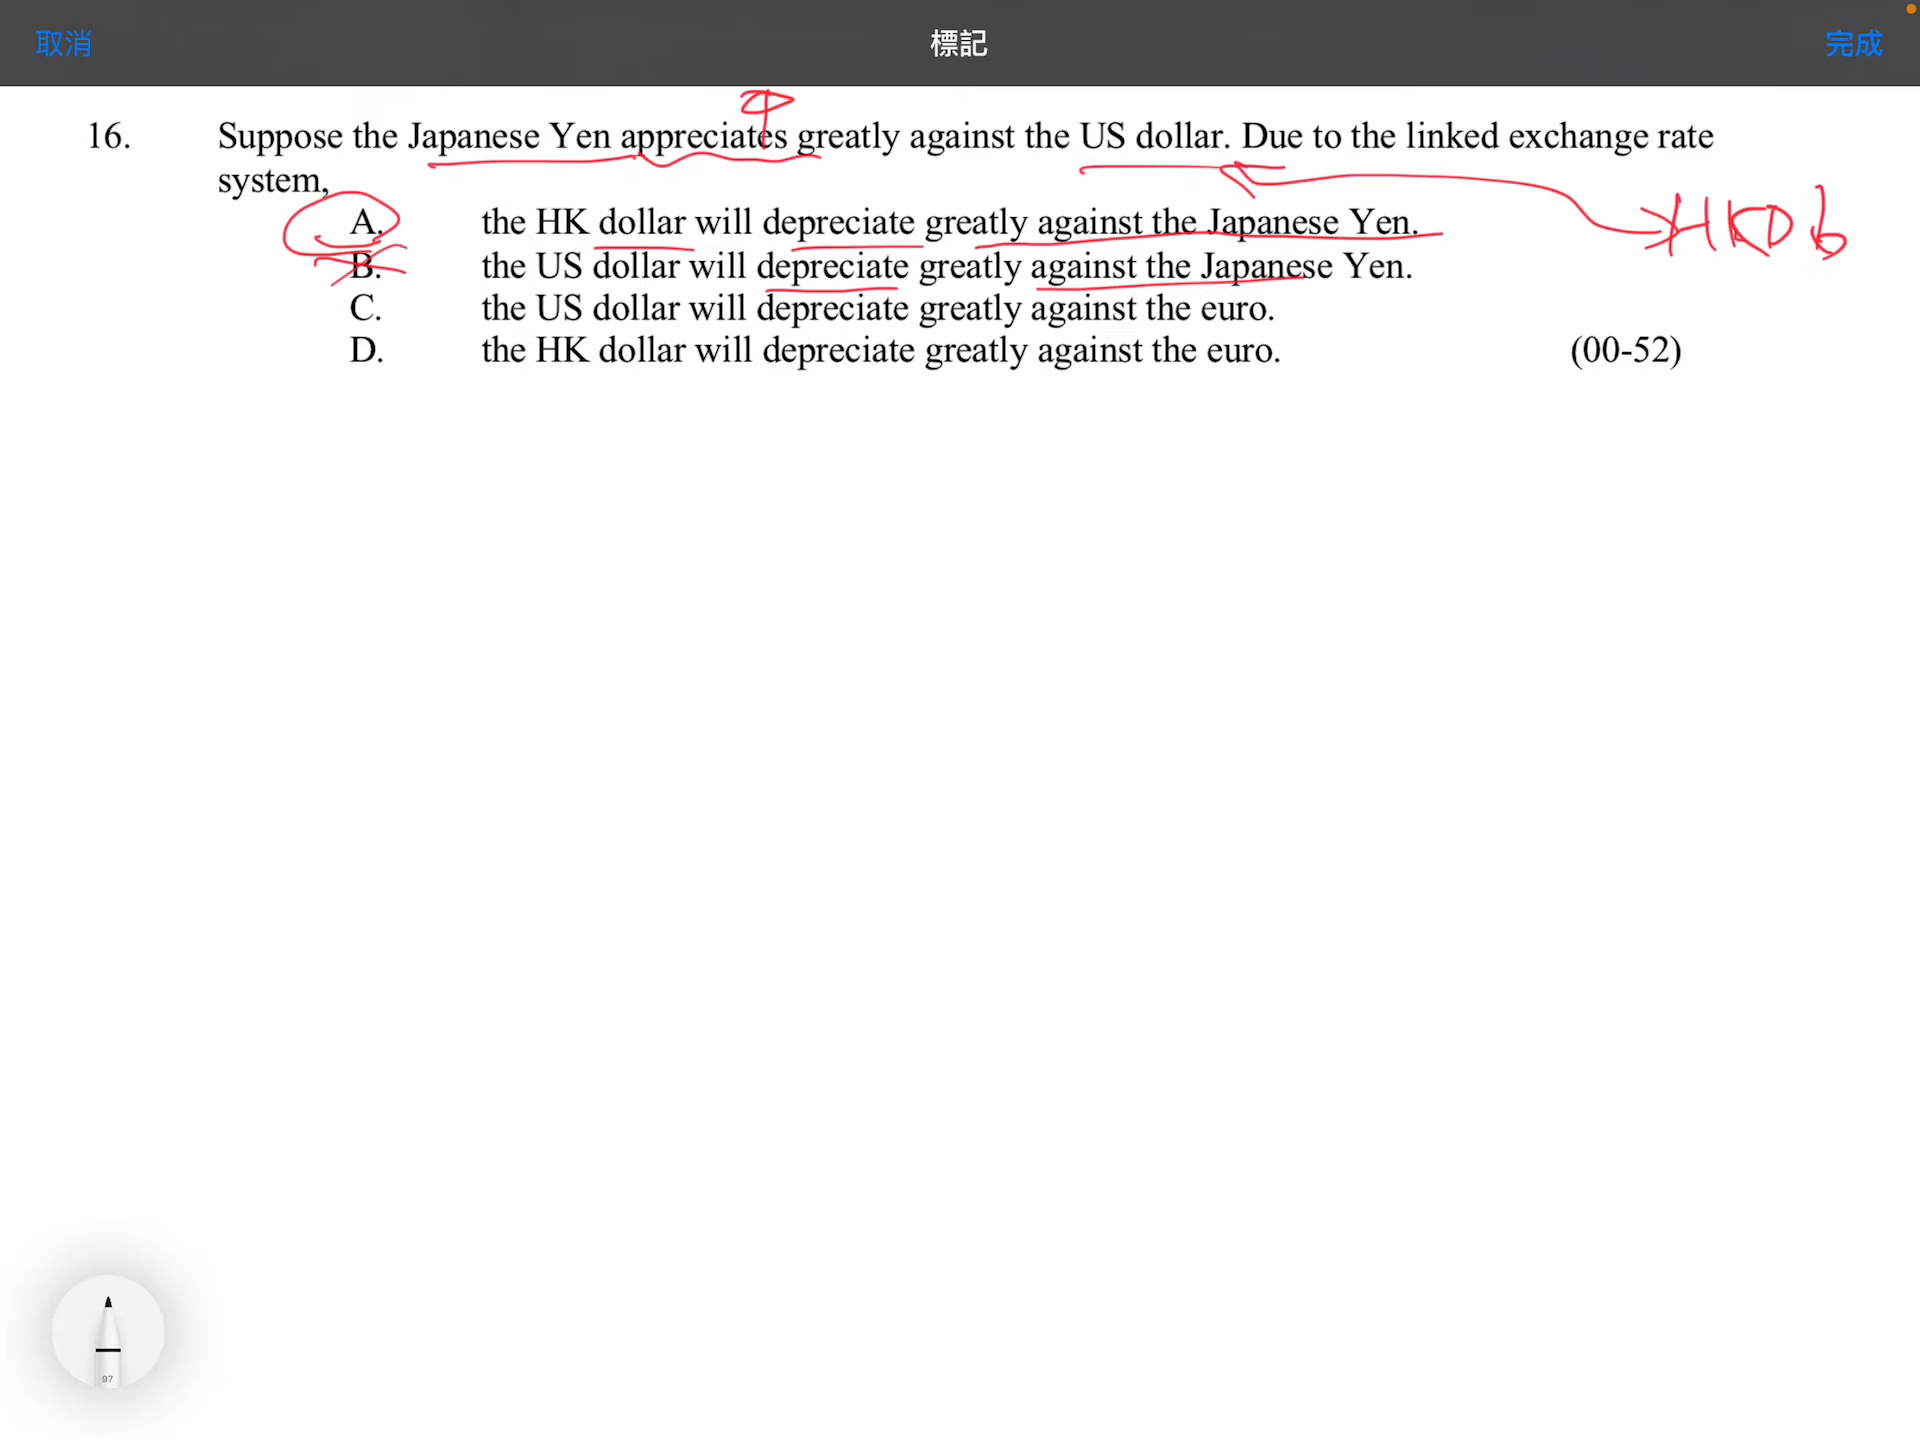 取消 標記 完成
16. Suppose the Japanese Yen appreciates greatly against the US dollar. Due to the linked exchange rate
system,
A. the HK dollar will depreciate greatly against the Japanese Yen.
HKD
B. the US dollar will depreciate greatly against the Japanese Yen.
C. the US dollar will depreciate greatly against the euro.
D. the HK dollar will depreciate greatly against the euro. (00-52)
97